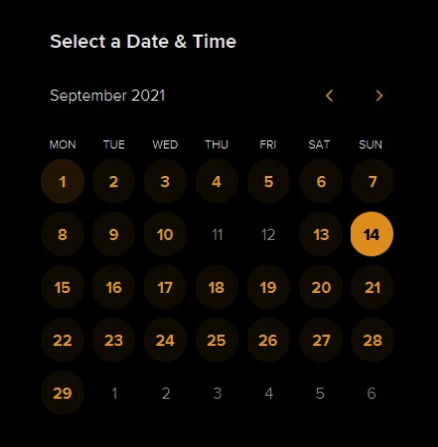 Select a Date & Time
September 2021
MON TUE WED THU FRI SAT SUN
1 2 3 4 5 6 7
8 9 10 11 12 13 14
15 16 17 18 19 20 21
22 23 24 25 26 27 28
29 1 2 3 4 5 6